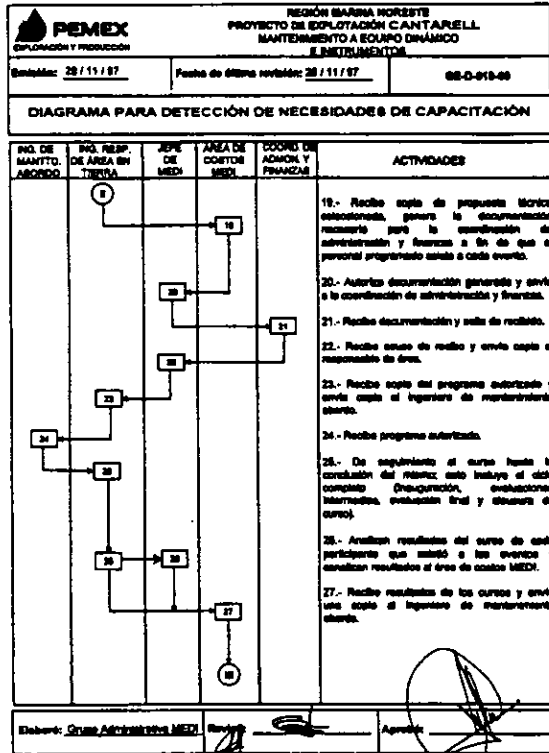 PEMEX
EXPLORACIÓN Y PRODUCCIÓN
REGIÓN MARINA NORESTE
PROYECTO DE EXPLOTACIÓN CANTARELL
MANTENIMIENTO A EQUIPO DINÁMICO
E INSTRUMENTOS
Emisión: 28 / 11 / 97
Fecha de última revisión: 28 / 11 / 97
DIAGRAMA PARA DETECCIÓN DE NECESIDADES DE CAPACITACIÓN
ING. DE MANTTO. ABORDO
ING. RESP. DE ÁREA EN TIERRA
JEFE DE MEDI
ÁREA DE COSTOS MEDI
COORD. DE ADMON. Y FINANZAS
ACTIVIDADES
19
20
21
22
23
24
25
26
26
27
III
19.- Recibe copia de propuesta técnica
seleccionada, genera la documentación
necesaria para la coordinación de
administración y finanzas a fin de que el
personal programado asista a cada evento.
20.- Autoriza documentación generada y envía
a la coordinación de administración y finanzas.
21.- Recibe documentación y sella de recibido.
22.- Recibe acuse de recibo y envía copia al
responsable de área.
23.- Recibe copia del programa autorizado y
envía copia al ingeniero de mantenimiento
abordo.
24.- Recibe programa autorizado.
25.- Da seguimiento al curso hasta la
conclusión del mismo; esto incluye el ciclo
completo (Inauguración, evaluaciones
intermedias, evaluación final y clausura del
curso).
26.- Analizan resultados del curso de cada
participante que asistió a los eventos y
canalizan resultados al área de costos MEDI.
27.- Recibe resultados de los cursos y envía
una copia al ingeniero de mantenimiento
abordo.
Elaboró: Grupo Administrativo MEDI
Revisó:
Aprobó: